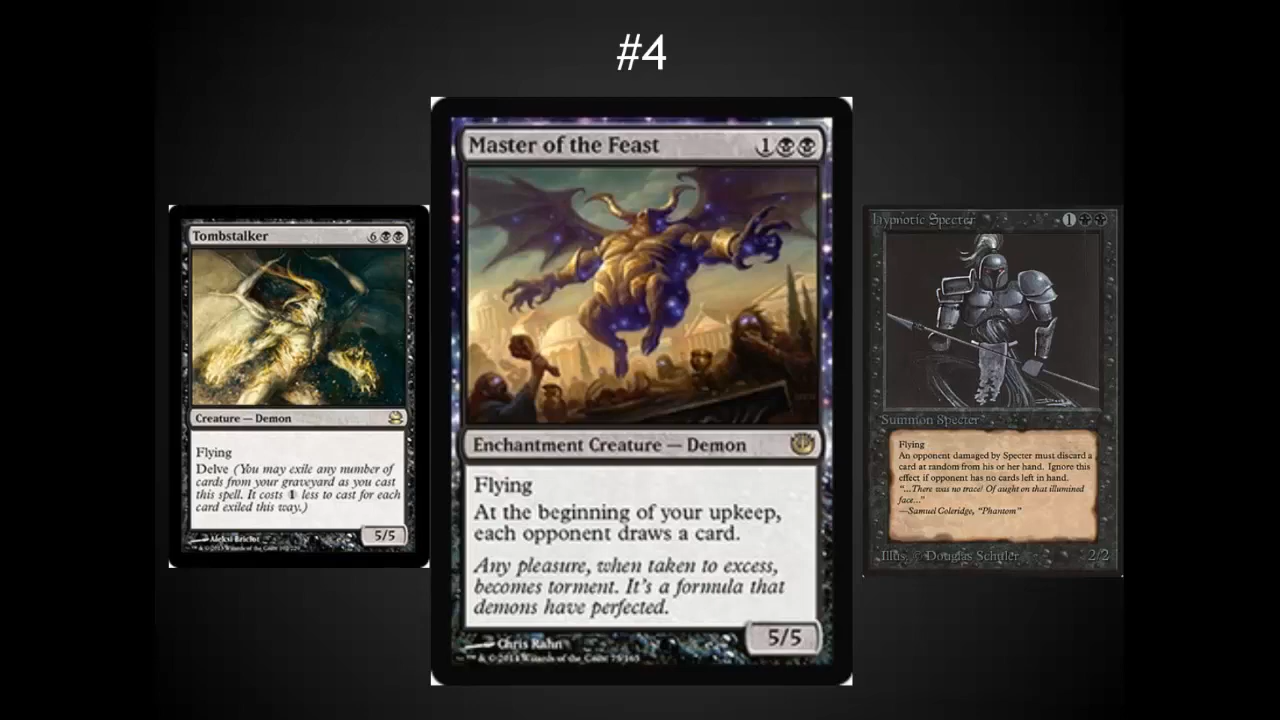 #4
Tombstalker 6
Creature — Demon
Flying
Delve (You may exile any number of
cards from your graveyard as you cast
this spell. It costs 1 less to cast for each
card exiled this way.)
5/5
Master of the Feast 1
Enchantment Creature — Demon
Flying
At the beginning of your upkeep,
each opponent draws a card.
Any pleasure, when taken to excess,
becomes torment. It's a formula that
demons have perfected.
5/5
Chris Rahn
Hypnotic Specter 1
Summon Specter
Flying
An opponent damaged by Specter must discard a
card at random from his or her hand. Ignore this
effect if opponent has no cards left in hand.
"...There was no trace! Of aught on that illumined
face..."
—Samuel Coleridge, "Phantom"
Illus. © Douglas Schuler 2/2